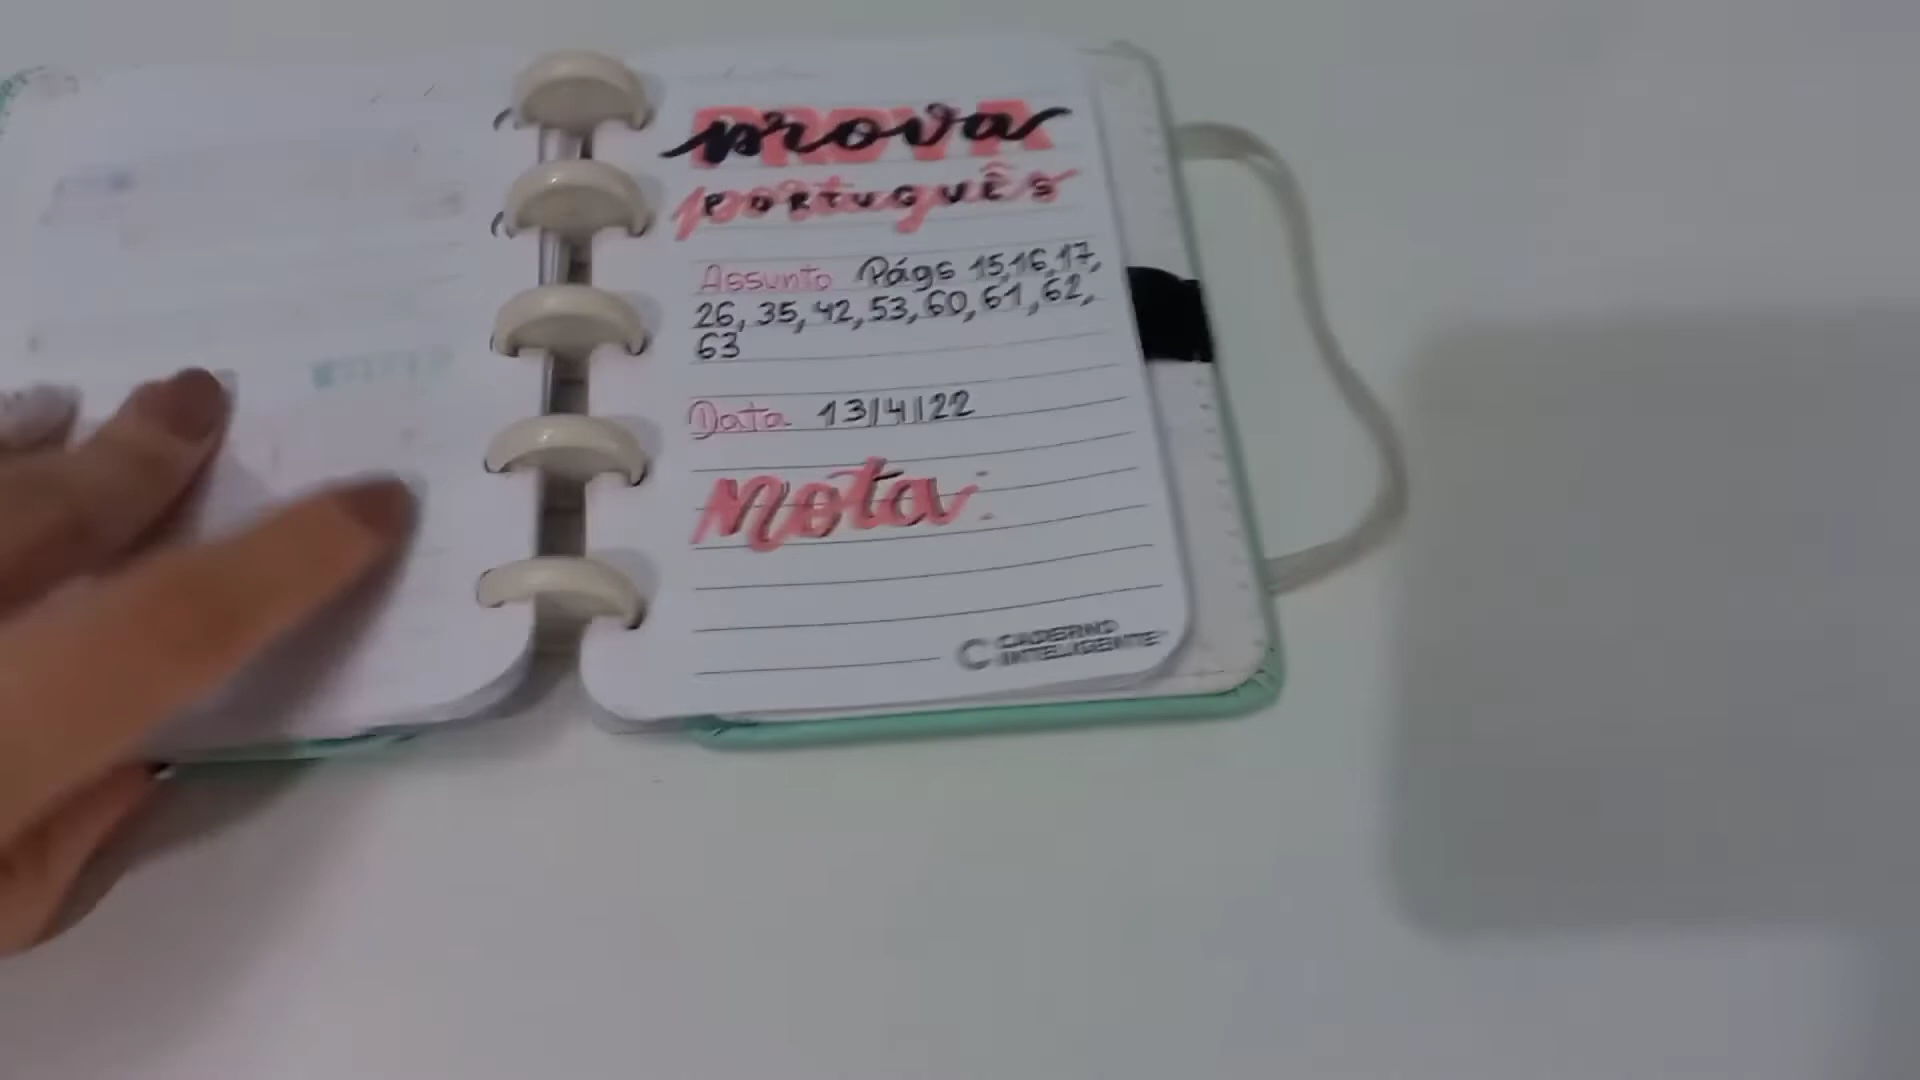 prova
português
Assunto Págs 15,16,17,
26, 35, 42, 53, 60, 61, 62,
63
Data 13/4/22
Nota:
CADERNO
INTELIGENTE